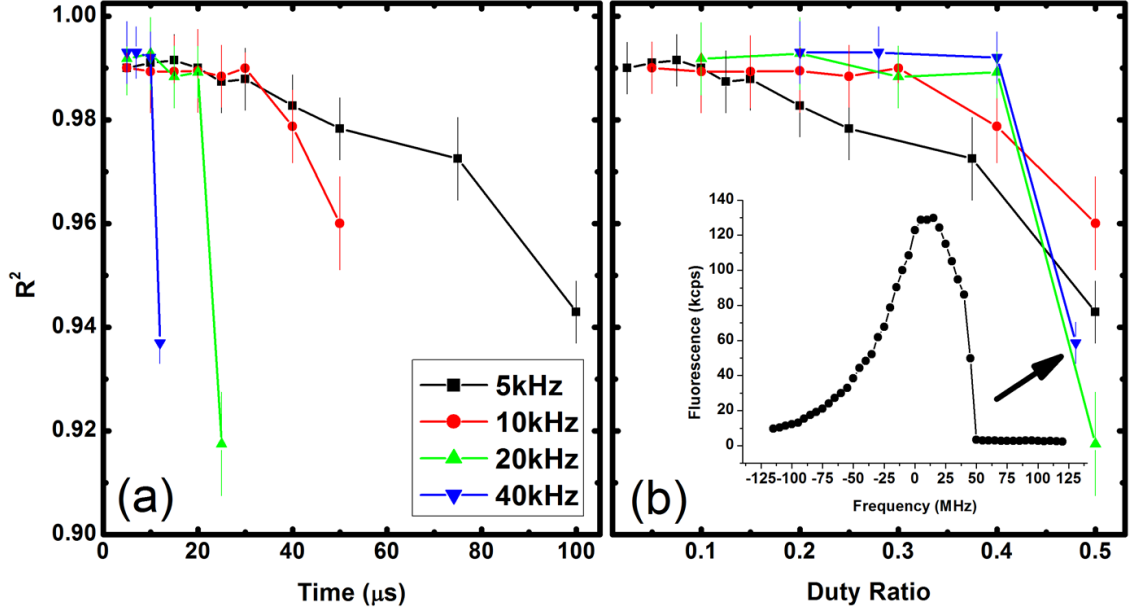 1.00
0.98
0.96
0.94
0.92
0.90
R²
0 20 40 60 80 100
Time (μs)
(a)
5kHz
10kHz
20kHz
40kHz
(b)
0.1 0.2 0.3 0.4 0.5
Duty Ratio
140
120
100
80
60
40
20
0
Fluorescence (kcps)
-125 -100 -75 -50 -25 0 25 50 75 100 125
Frequency (MHz)